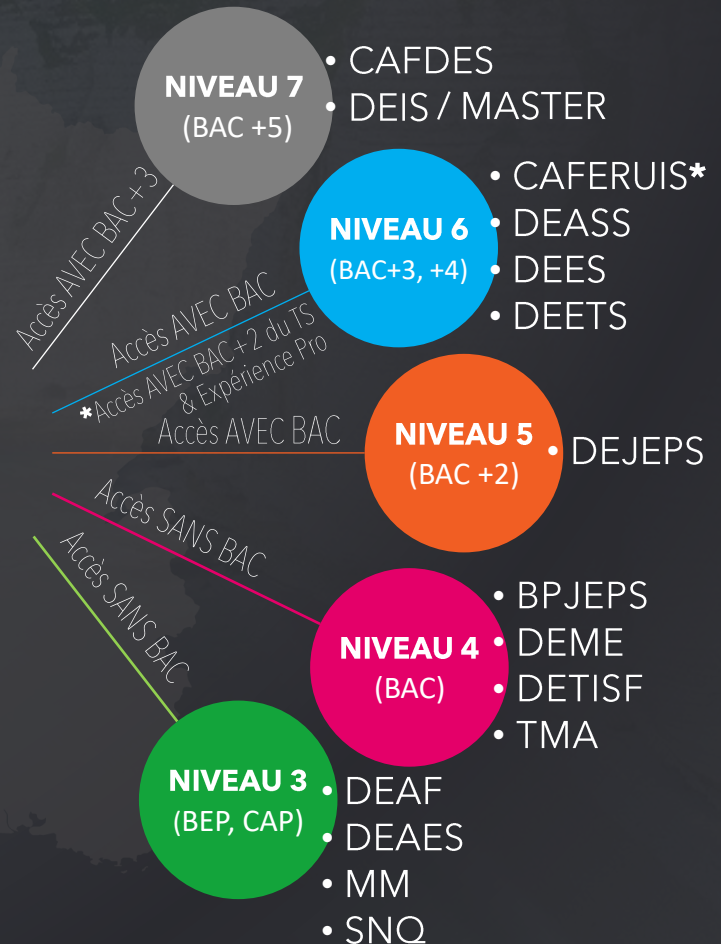 NIVEAU 7
(BAC +5)
• CAFDES
• DEIS / MASTER
Accès AVEC BAC+3
NIVEAU 6
(BAC+3, +4)
• CAFERUIS*
• DEASS
• DEES
• DEETS
Accès AVEC BAC
*Accès AVEC BAC+2 du TS
& Expérience Pro
NIVEAU 5
(BAC +2)
• DEJEPS
Accès AVEC BAC
NIVEAU 4
(BAC)
• BPJEPS
• DEME
• DETISF
• TMA
Accès SANS BAC
NIVEAU 3
(BEP, CAP)
• DEAF
• DEAES
• MM
• SNQ
Accès SANS BAC